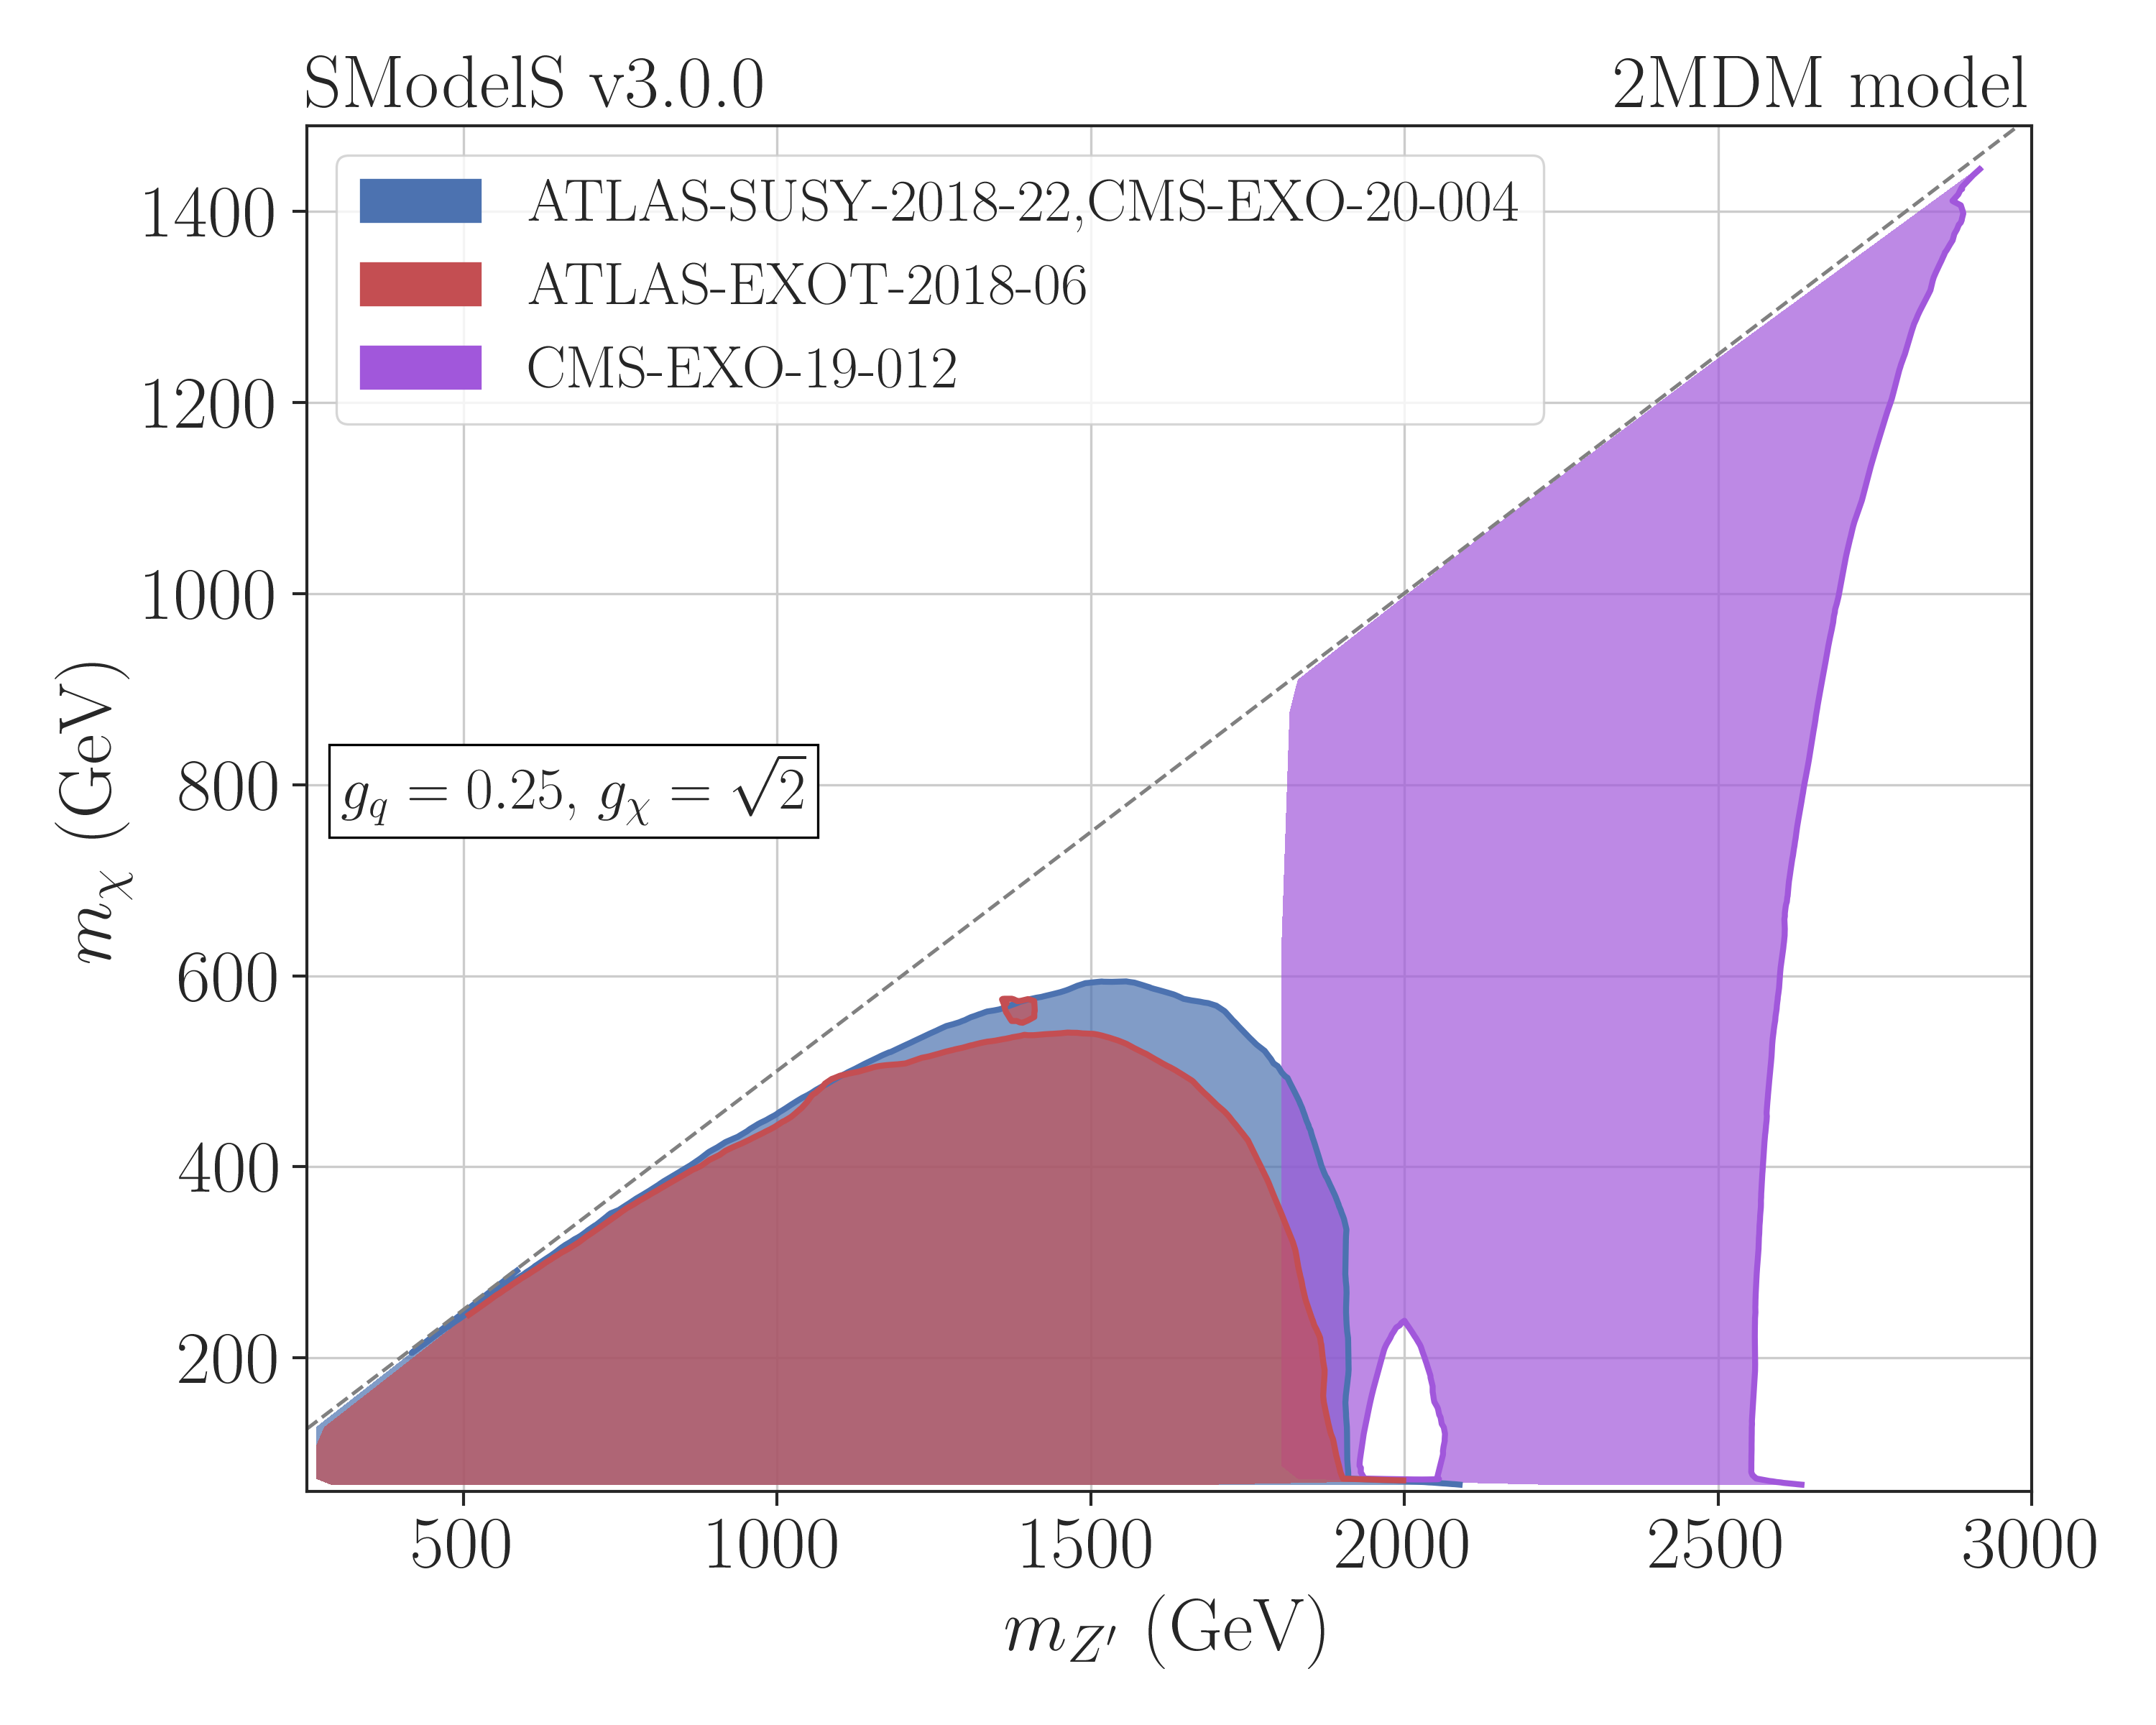 SModelS v3.0.0
2MDM model
ATLAS-SUSY-2018-22,CMS-EXO-20-004
ATLAS-EXOT-2018-06
CMS-EXO-19-012
g_q = 0.25, g_χ = √2
m_χ (GeV)
1400
1200
1000
800
600
400
200
500
1000
1500
2000
2500
3000
m_Z′ (GeV)